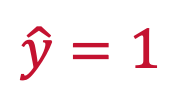 ŷ = 1